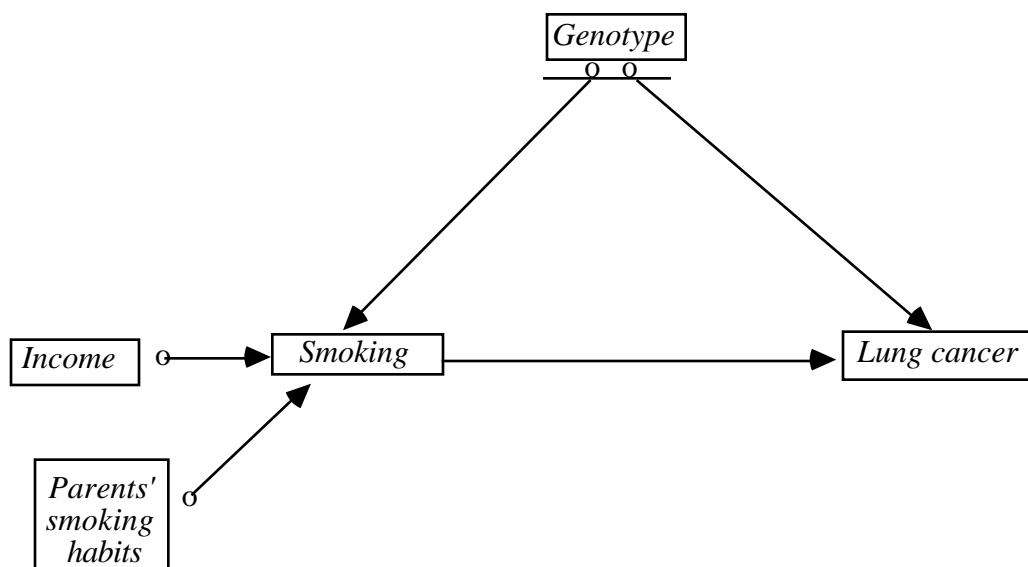 Genotype
o o
Income
o
Smoking
Lung cancer
o
Parents'
smoking
habits